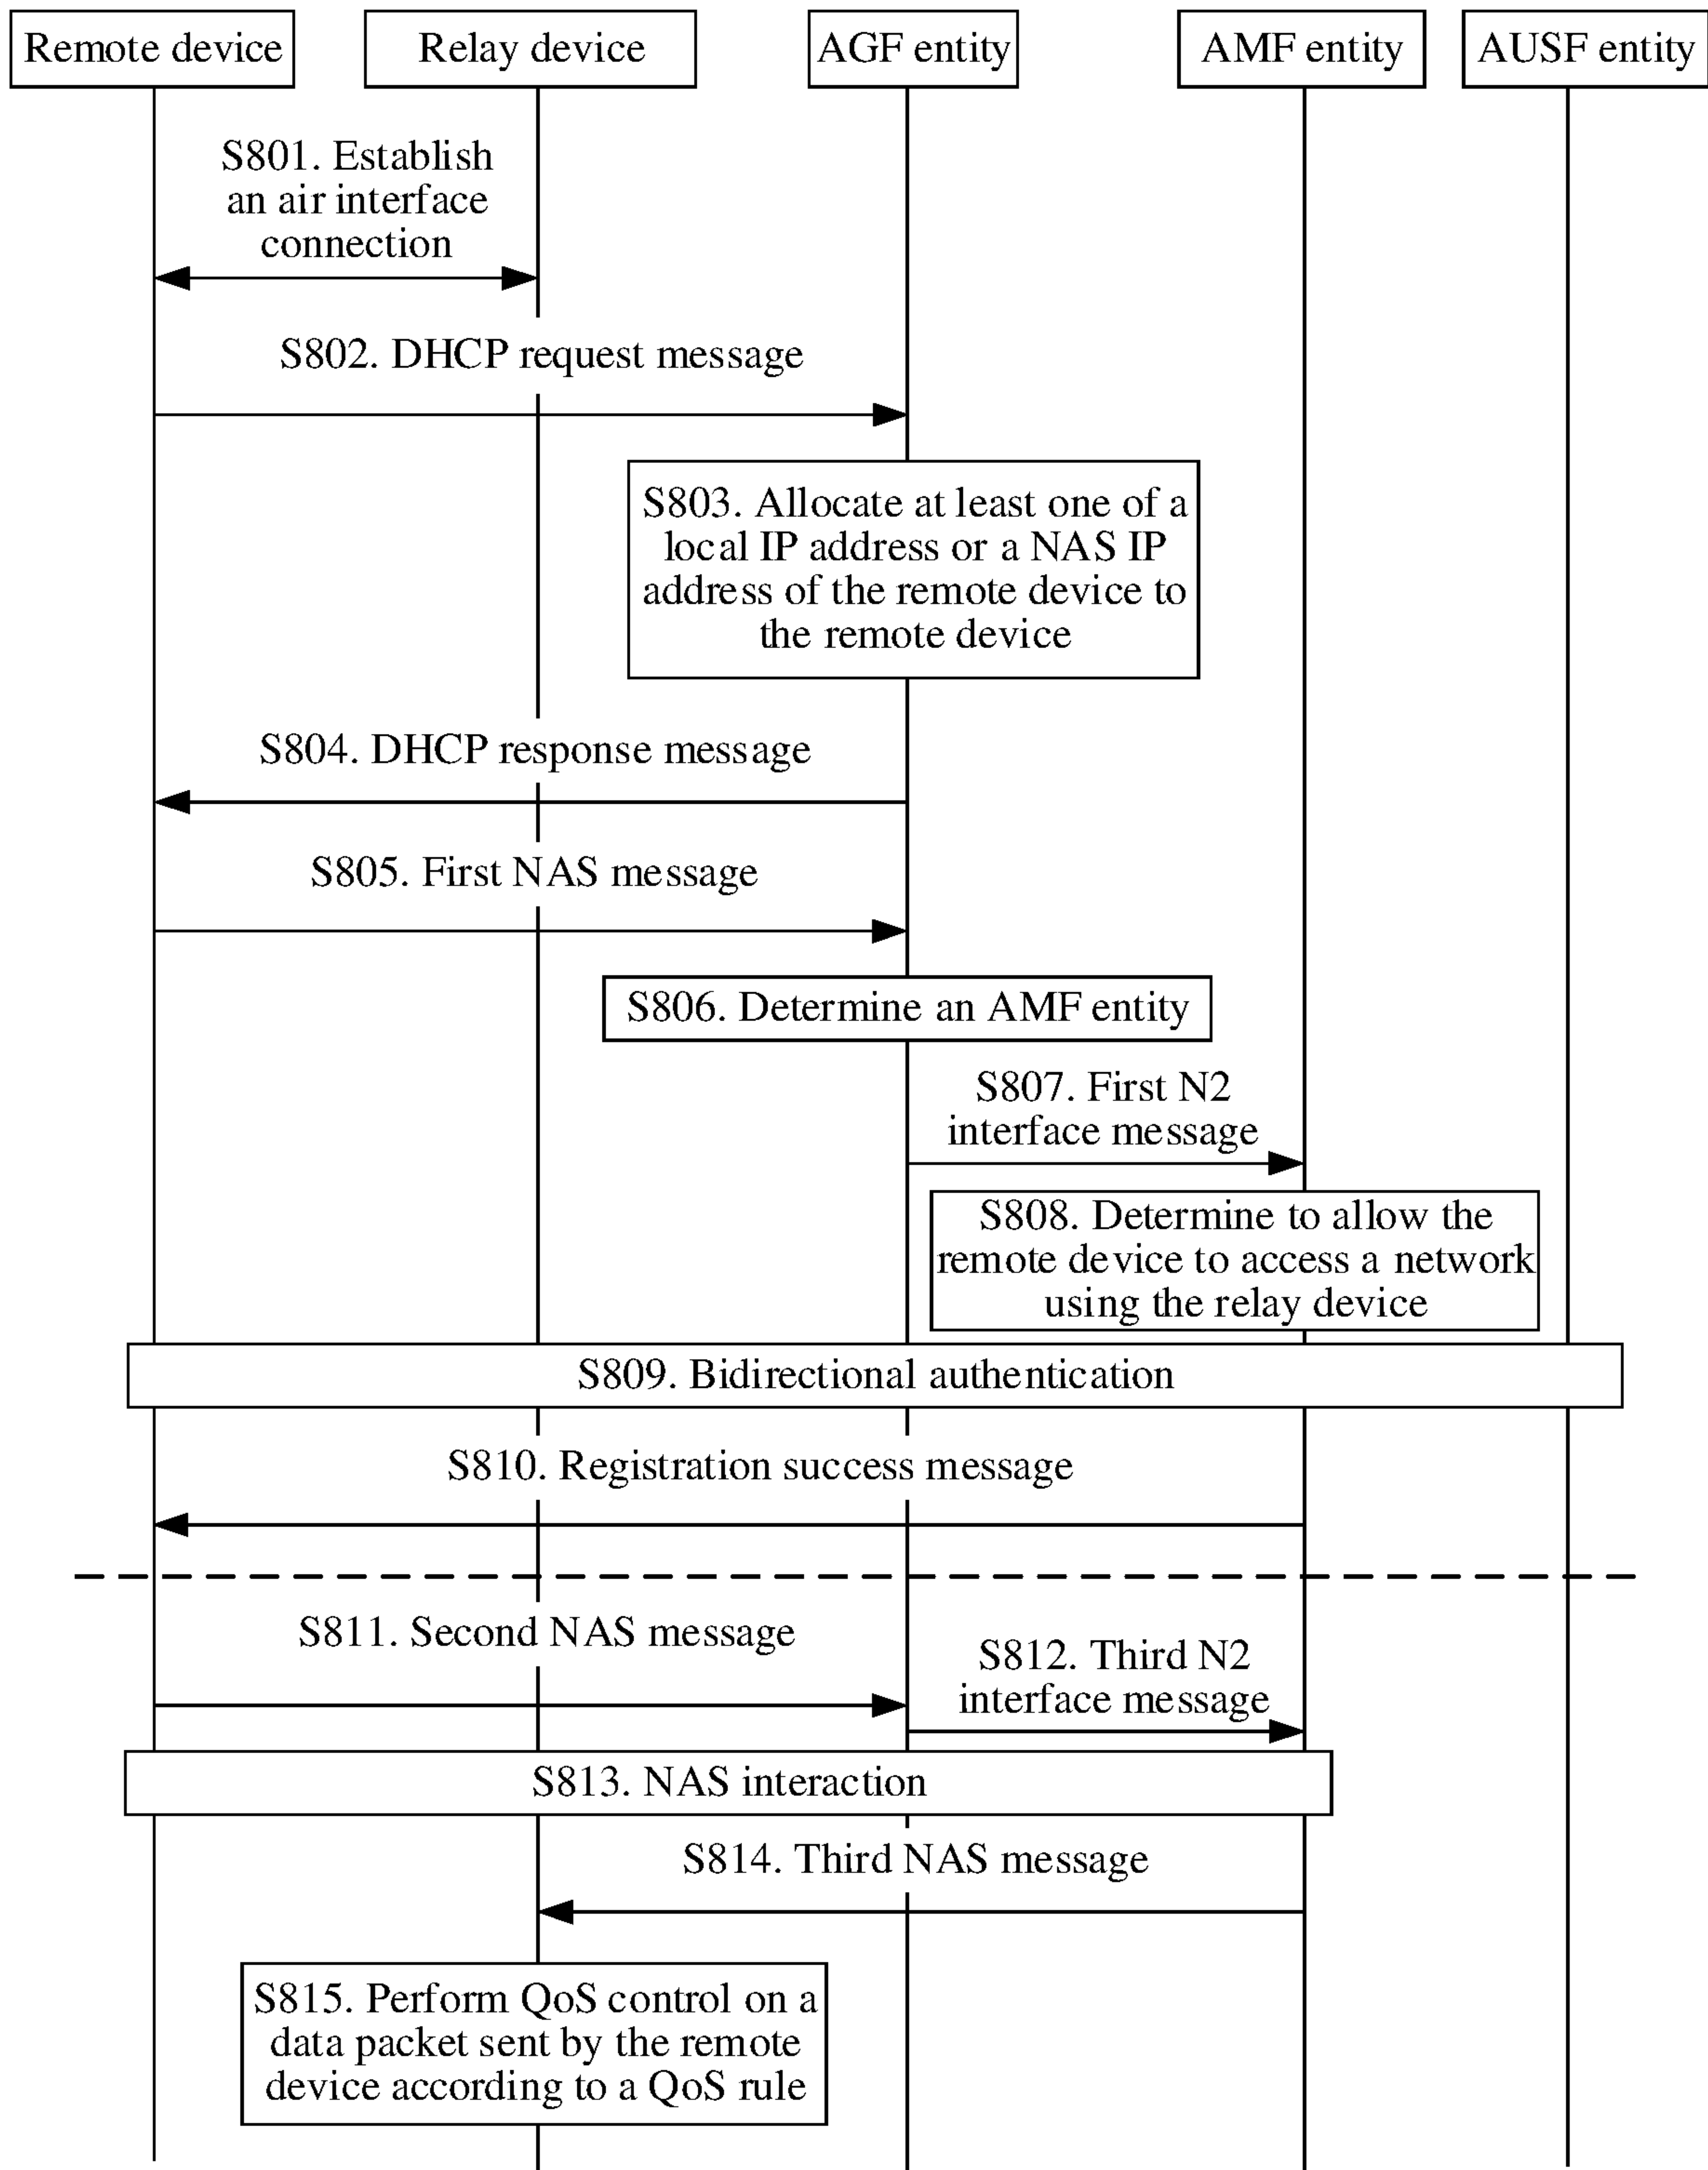 Remote device
Relay device
AGF entity
AMF entity
AUSF entity
S801. Establish
an air interface
connection
S802. DHCP request message
S803. Allocate at least one of a
local IP address or a NAS IP
address of the remote device to
the remote device
S804. DHCP response message
S805. First NAS message
S806. Determine an AMF entity
S807. First N2
interface message
S808. Determine to allow the
remote device to access a network
using the relay device
S809. Bidirectional authentication
S810. Registration success message
S811. Second NAS message
S812. Third N2
interface message
S813. NAS interaction
S814. Third NAS message
S815. Perform QoS control on a
data packet sent by the remote
device according to a QoS rule